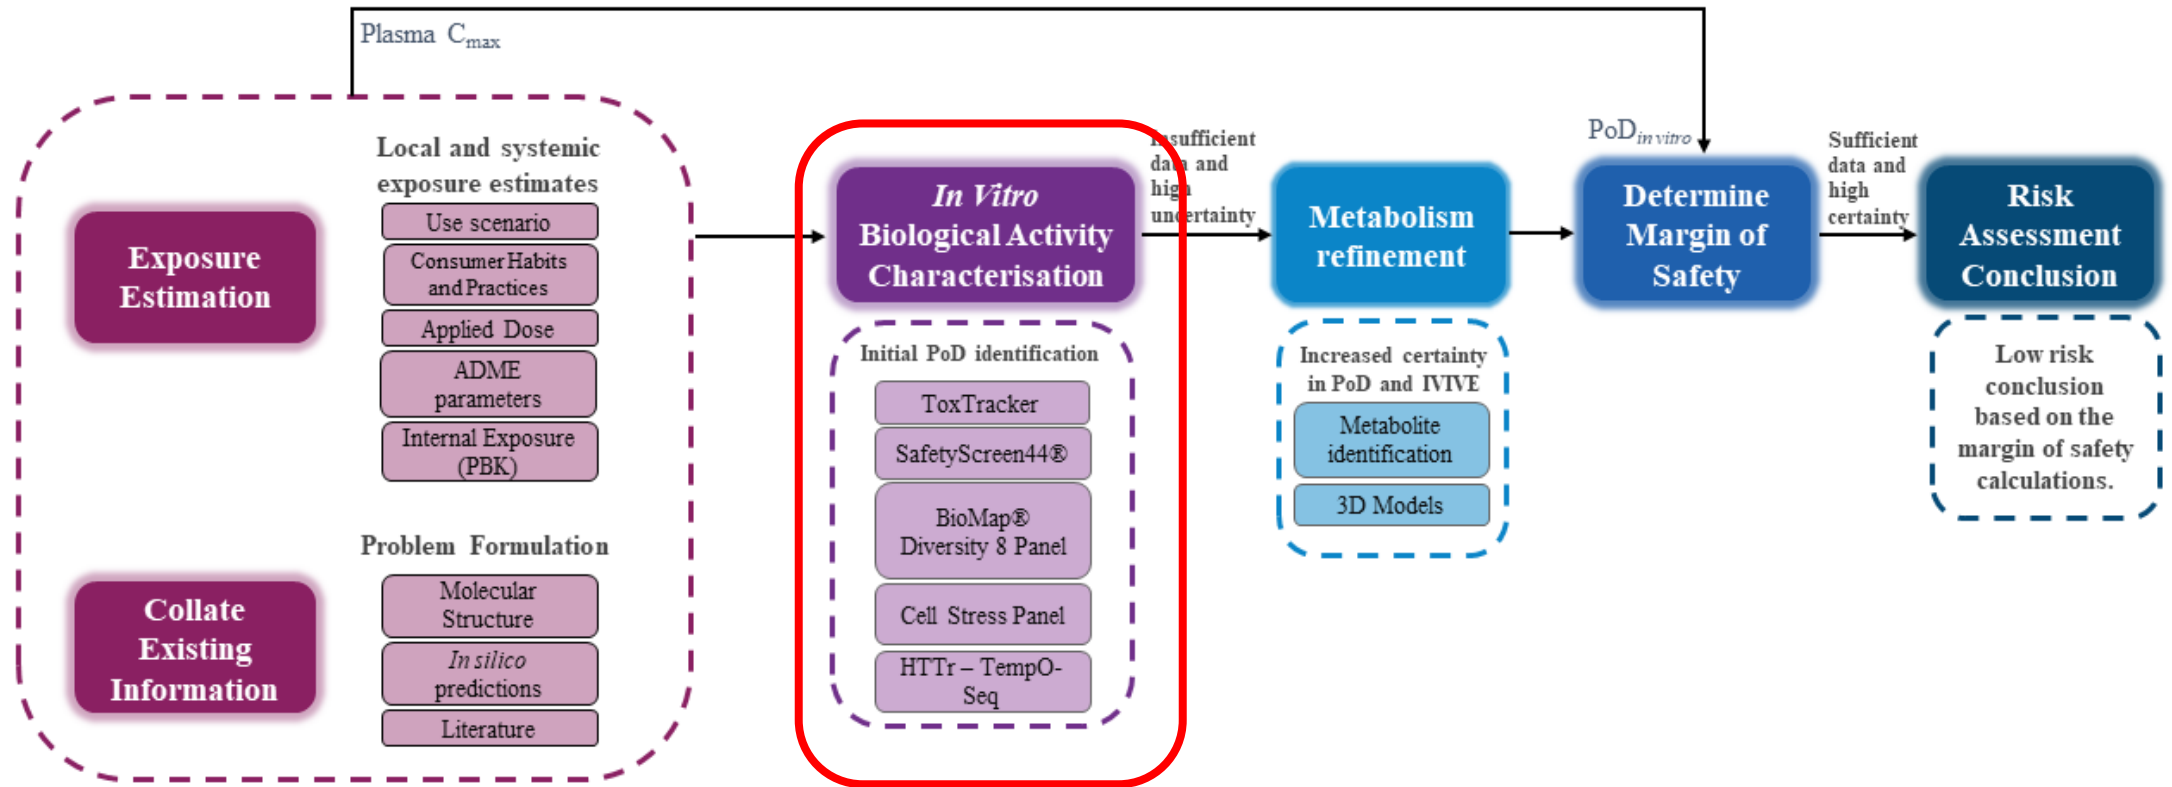 Plasma Cmax
Local and systemic
exposure estimates
Use scenario
Consumer Habits
and Practices
Applied Dose
ADME
parameters
Internal Exposure
(PBK)
Exposure
Estimation
Problem Formulation
Molecular
Structure
In silico
predictions
Literature
Collate
Existing
Information
In Vitro
Biological Activity
Characterisation
Initial PoD identification
ToxTracker
SafetyScreen44®
BioMap®
Diversity 8 Panel
Cell Stress Panel
HTTr – TempO-
Seq
Insufficient
data and
high
uncertainty
Metabolism
refinement
Increased certainty
in PoD and IVIVE
Metabolite
identification
3D Models
PoDin vitro
Determine
Margin of
Safety
Sufficient
data and
high
certainty
Risk
Assessment
Conclusion
Low risk
conclusion
based on the
margin of safety
calculations.